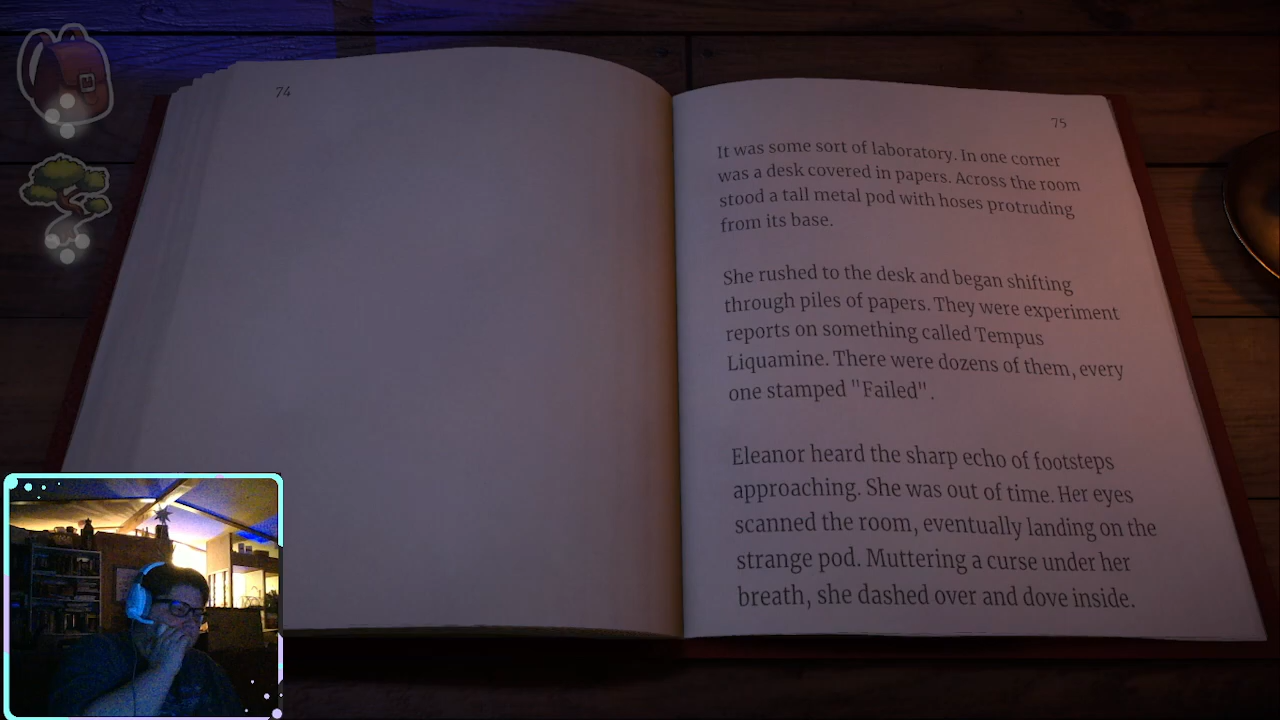 74
75
It was some sort of laboratory. In one corner
was a desk covered in papers. Across the room
stood a tall metal pod with hoses protruding
from its base.
She rushed to the desk and began shifting
through piles of papers. They were experiment
reports on something called Tempus
Liquamine. There were dozens of them, every
one stamped "Failed".
Eleanor heard the sharp echo of footsteps
approaching. She was out of time. Her eyes
scanned the room, eventually landing on the
strange pod. Muttering a curse under her
breath, she dashed over and dove inside.